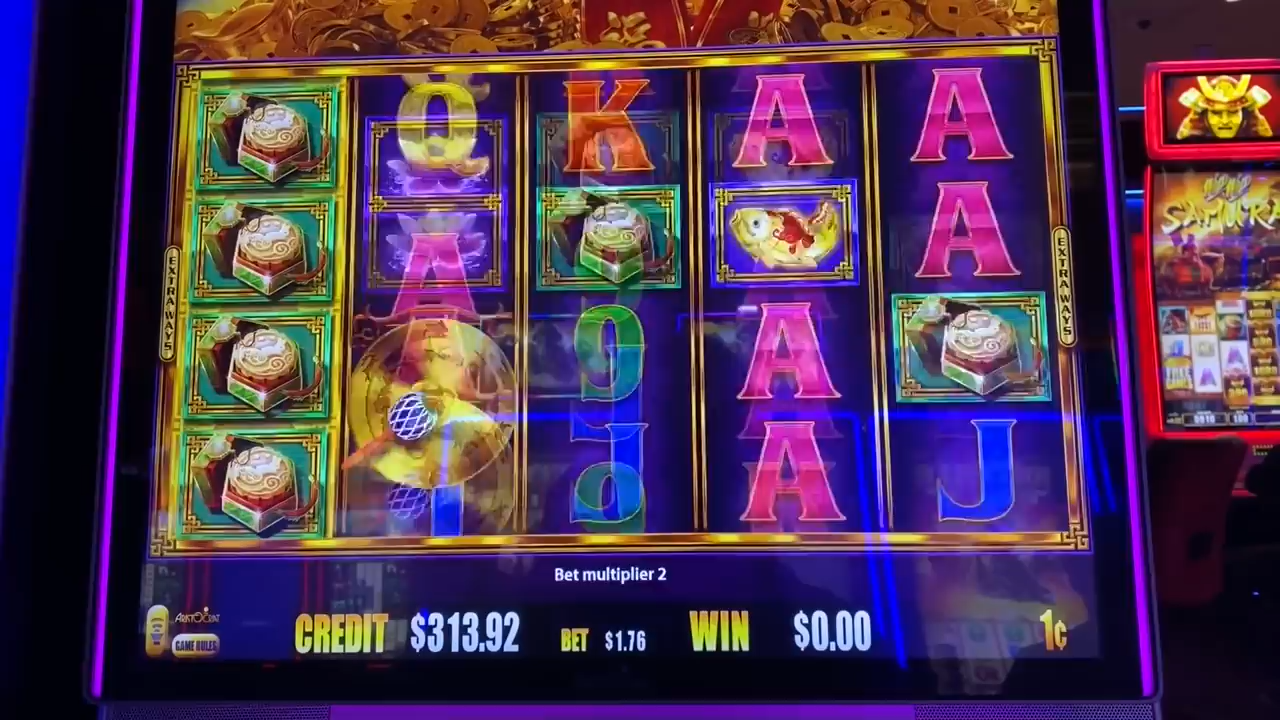 Q K A A
A A
EXTRA WAYS
EXTRA WAYS
9 A
J A J
Bet multiplier 2
ARISTOCRAT
GAME RULES
CREDIT $313.92 BET $1.76 WIN $0.00 1¢
SAMURAI